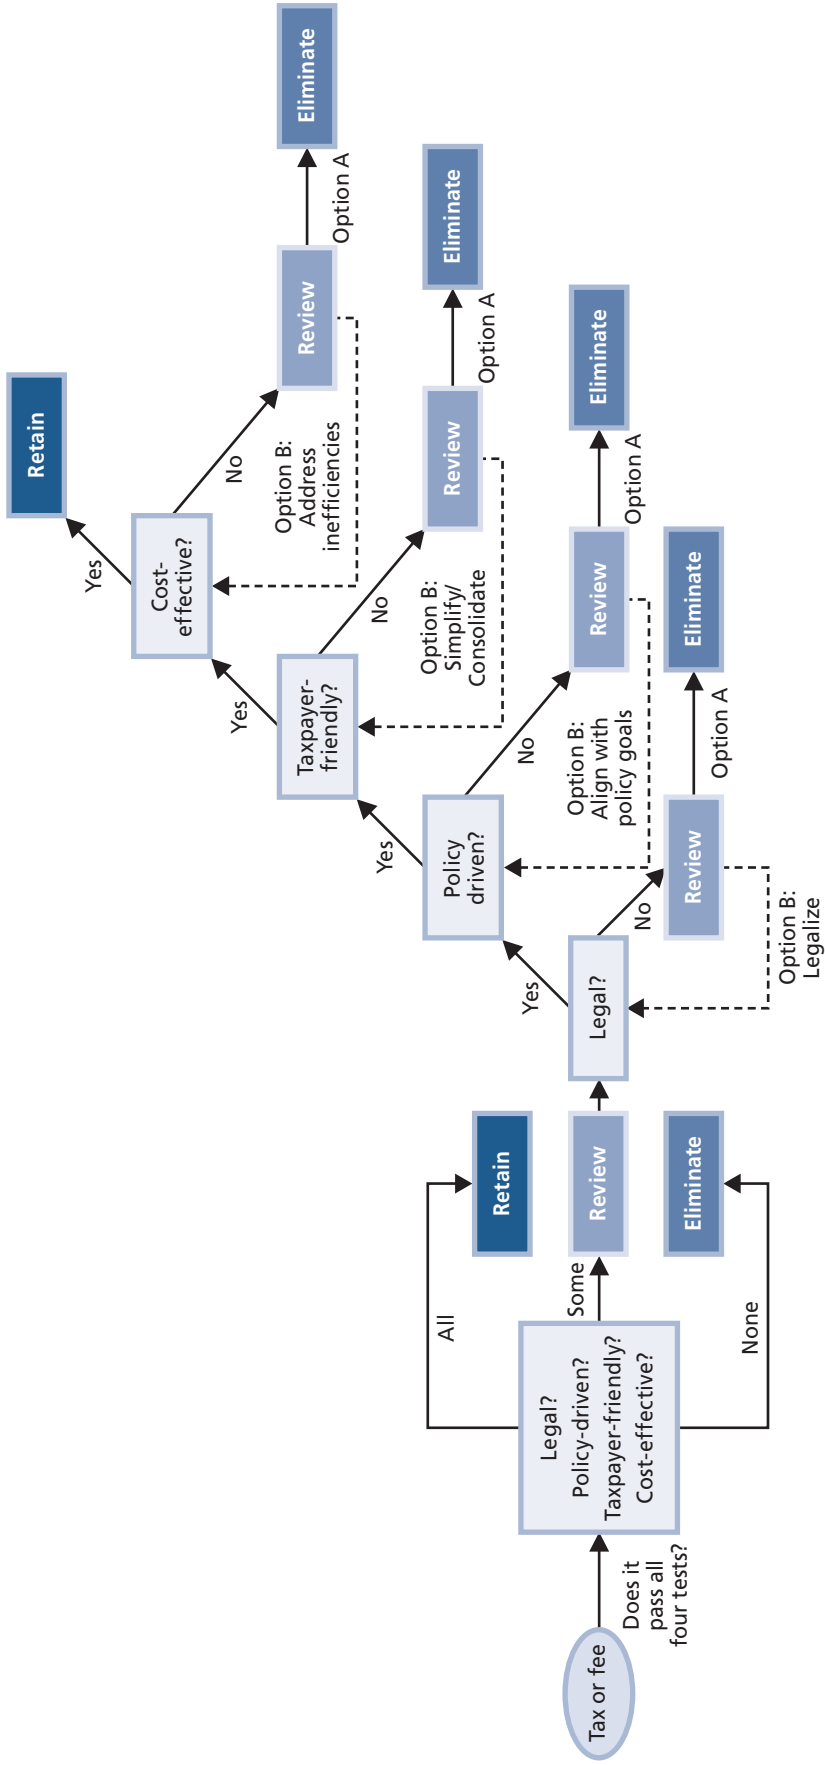 Tax or fee
Does it
pass all
four tests?
Legal?
Policy-driven?
Taxpayer-friendly?
Cost-effective?
All
Some
None
Retain
Review
Eliminate
Legal?
Yes
No
Review
Option A
Eliminate
Option B:
Legalize
Policy
driven?
Yes
No
Review
Option A
Eliminate
Option B:
Align with
policy goals
Taxpayer-
friendly?
Yes
No
Review
Option A
Eliminate
Option B:
Simplify/
Consolidate
Cost-
effective?
Yes
No
Retain
Review
Option A
Eliminate
Option B:
Address
inefficiencies